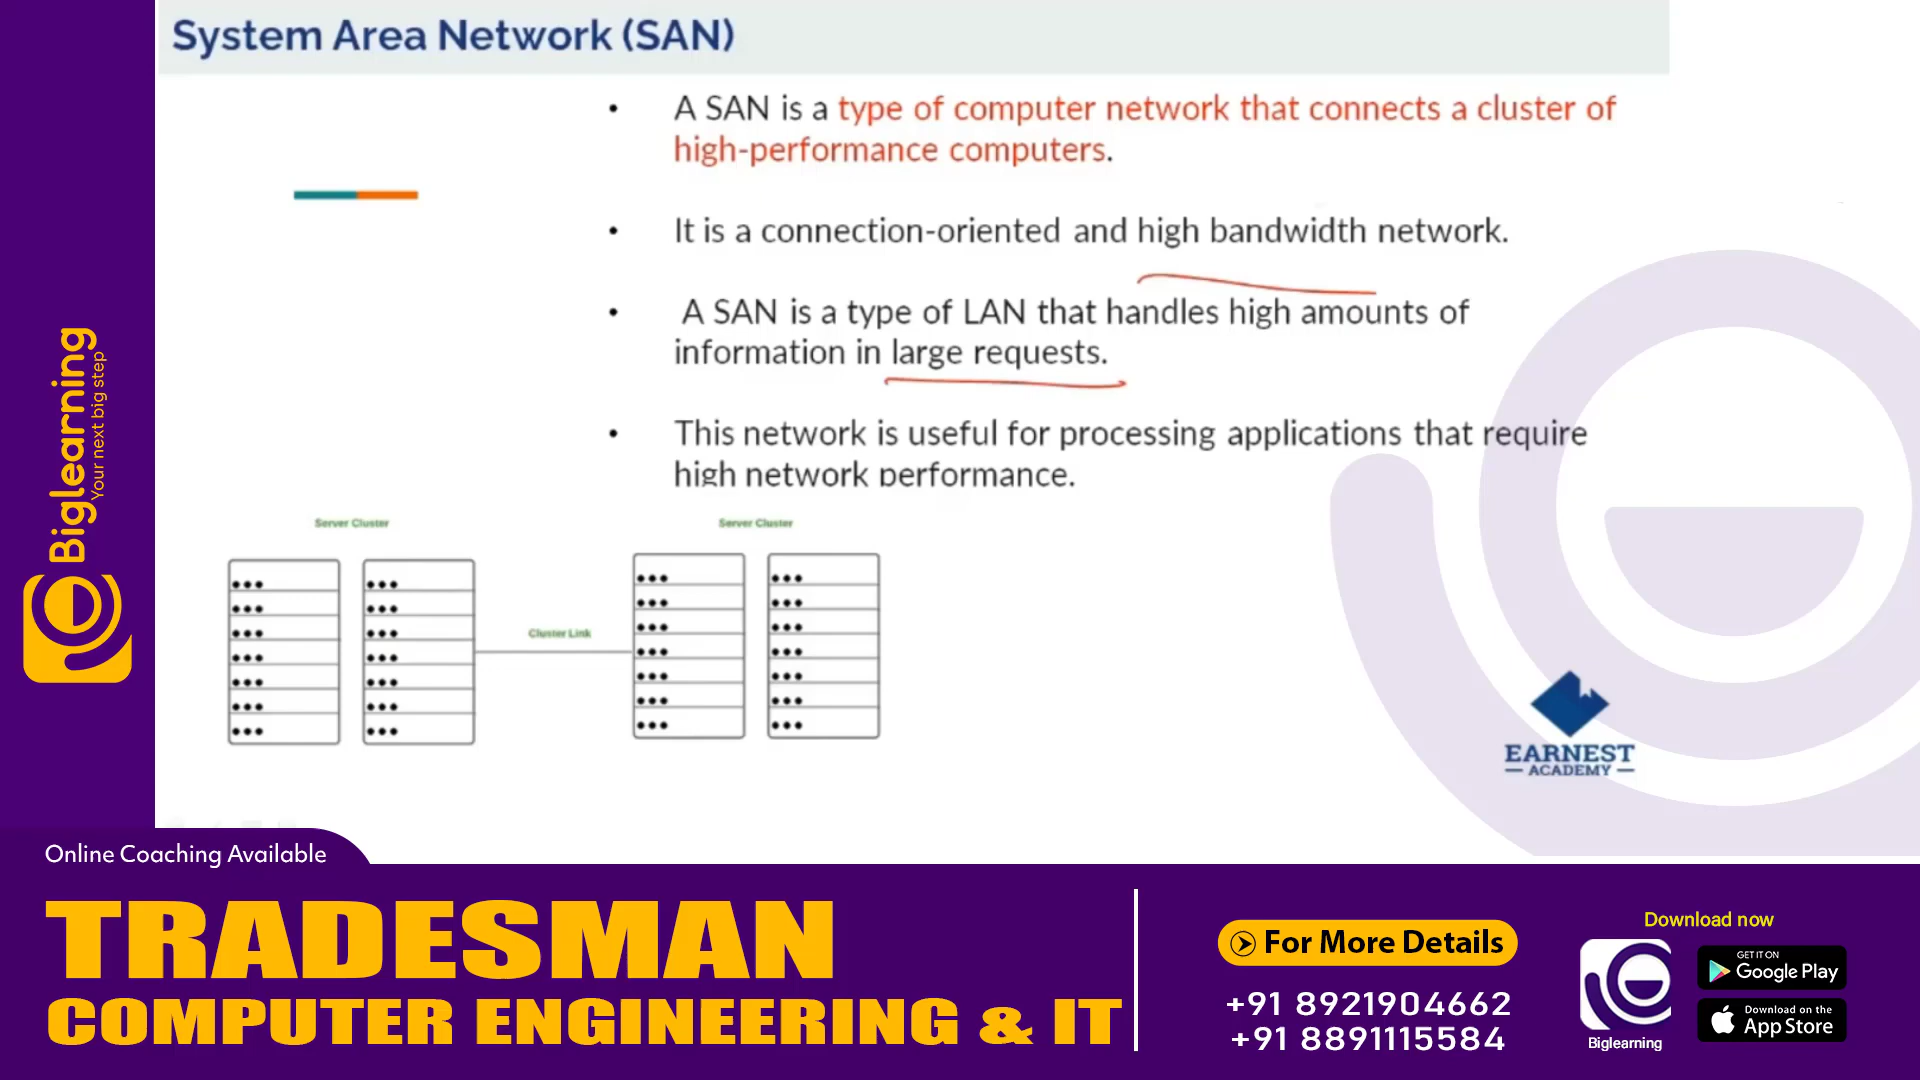 System Area Network (SAN)
• A SAN is a type of computer network that connects a cluster of
high-performance computers.
• It is a connection-oriented and high bandwidth network.
• A SAN is a type of LAN that handles high amounts of
information in large requests.
• This network is useful for processing applications that require
high network performance.
Server Cluster
Server Cluster
Cluster Link
EARNEST
ACADEMY
Biglearning
Your next big step
Online Coaching Available
TRADESMAN
COMPUTER ENGINEERING & IT
For More Details
+91 8921904662
+91 8891115584
Download now
Biglearning
GET IT ON
Google Play
Download on the
App Store